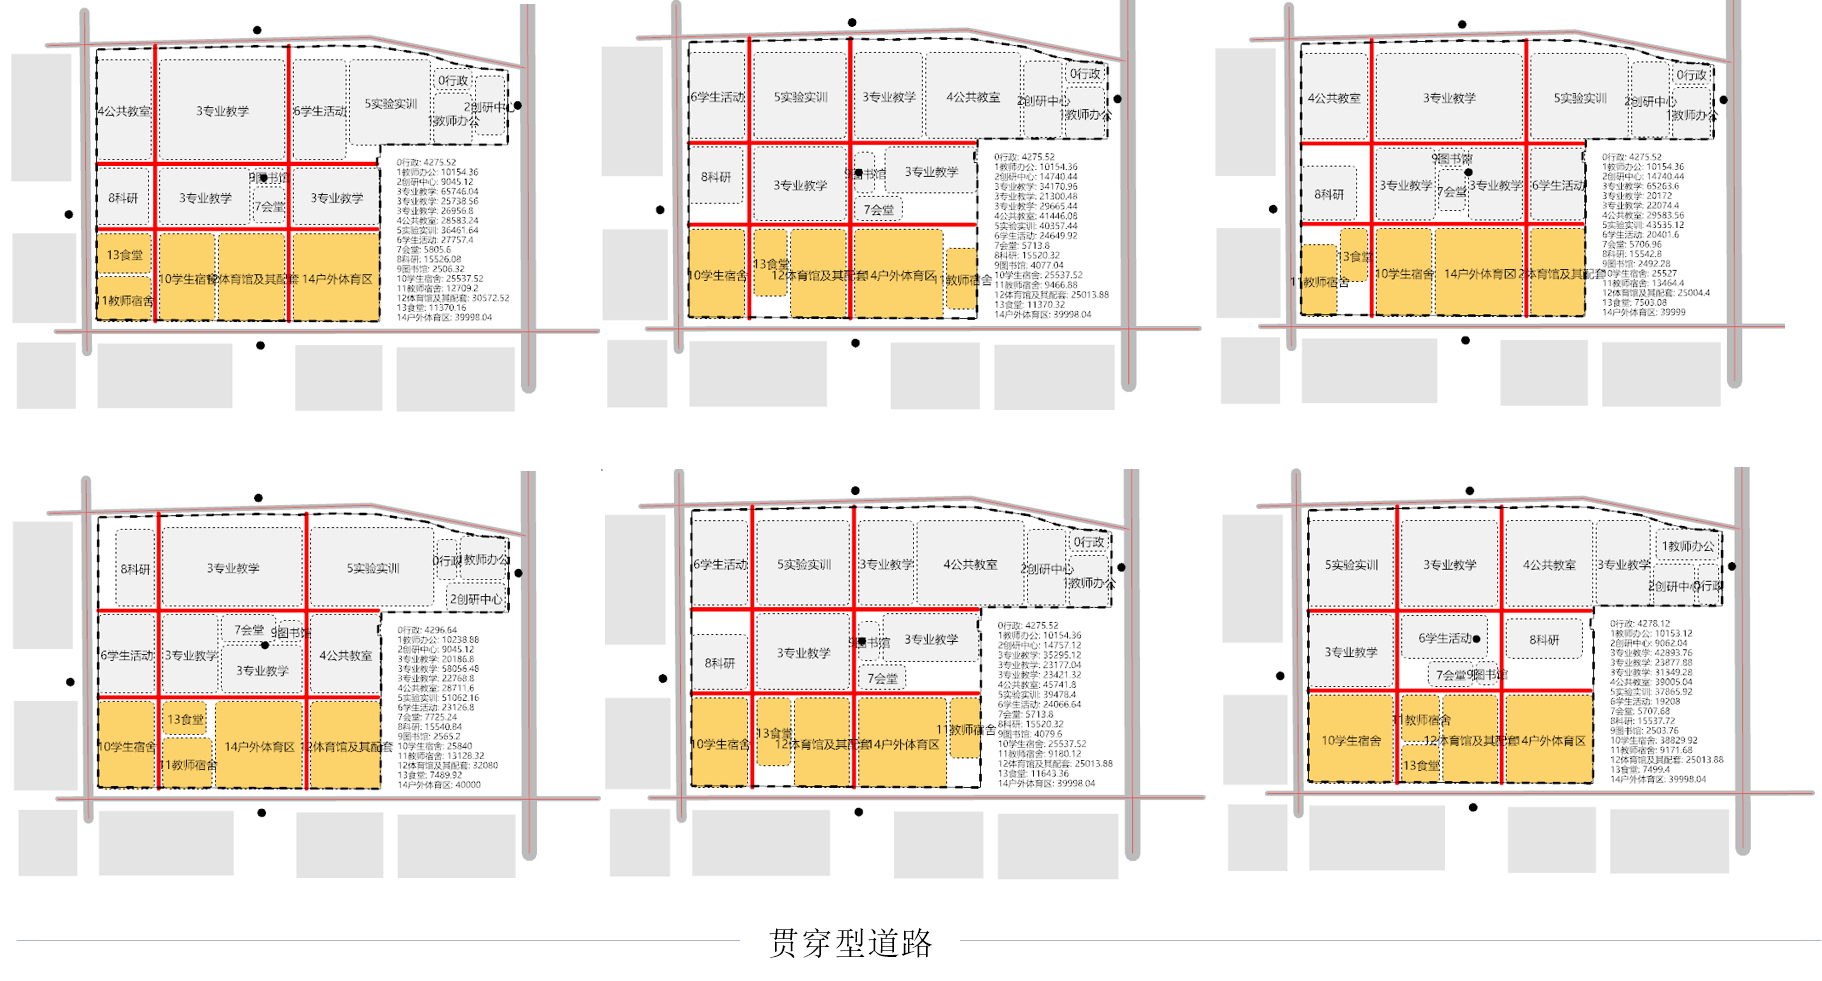 4公共教室
3专业教学
6学生活动
5实验实训
0行政
2创研中心
1教师办公
8科研
3专业教学
9图书馆
7会堂
3专业教学
13食堂
11教师宿舍
10学生宿舍
12体育馆及其配套
14户外体育区
0行政: 4275.52
1教师办公: 10154.36
2创研中心: 9045.12
3专业教学: 65746.04
3专业教学: 25738.56
3专业教学: 26956.8
4公共教室: 28583.24
5实验实训: 36461.64
6学生活动: 27757.4
7会堂: 5805.6
8科研: 15526.08
9图书馆: 2506.32
10学生宿舍: 25537.52
11教师宿舍: 12709.2
12体育馆及其配套: 30572.52
13食堂: 11370.16
14户外体育区: 39998.04
6学生活动
5实验实训
3专业教学
4公共教室
2创研中心
0行政
1教师办公
8科研
3专业教学
9图书馆
7会堂
3专业教学
10学生宿舍
13食堂
12体育馆及其配套
14户外体育区
11教师宿舍
0行政: 4275.52
1教师办公: 10154.36
2创研中心: 14740.44
3专业教学: 34170.96
3专业教学: 21300.48
3专业教学: 29665.44
4公共教室: 41446.08
5实验实训: 40357.44
6学生活动: 24649.92
7会堂: 5713.8
8科研: 15520.32
9图书馆: 4077.04
10学生宿舍: 25537.52
11教师宿舍: 9466.88
12体育馆及其配套: 25013.88
13食堂: 11370.32
14户外体育区: 39998.04
4公共教室
3专业教学
5实验实训
2创研中心
0行政
1教师办公
8科研
3专业教学
9图书馆
7会堂
3专业教学
6学生活动
11教师宿舍
13食堂
10学生宿舍
14户外体育区
12体育馆及其配套
0行政: 4275.52
1教师办公: 10154.36
2创研中心: 14740.44
3专业教学: 65263.6
3专业教学: 20172
3专业教学: 22074.4
4公共教室: 29583.56
5实验实训: 43535.12
6学生活动: 20401.6
7会堂: 5706.96
8科研: 15542.8
9图书馆: 2492.28
10学生宿舍: 25527
11教师宿舍: 13464.4
12体育馆及其配套: 25004.4
13食堂: 7503.08
14户外体育区: 39999
8科研
3专业教学
5实验实训
0行政
教师办公
2创研中心
6学生活动
3专业教学
7会堂
9图书馆
3专业教学
4公共教室
10学生宿舍
13食堂
11教师宿舍
14户外体育区
12体育馆及其配套
0行政: 4296.64
1教师办公: 10238.88
2创研中心: 9045.12
3专业教学: 20186.8
3专业教学: 58056.48
3专业教学: 22768.8
4公共教室: 28711.6
5实验实训: 51062.16
6学生活动: 23126.8
7会堂: 7725.24
8科研: 15540.84
9图书馆: 2565.2
10学生宿舍: 25840
11教师宿舍: 13128.32
12体育馆及其配套: 32080
13食堂: 7489.92
14户外体育区: 40000
6学生活动
5实验实训
3专业教学
4公共教室
2创研中心
0行政
1教师办公
8科研
3专业教学
9图书馆
7会堂
3专业教学
10学生宿舍
13食堂
12体育馆及其配套
14户外体育区
11教师宿舍
0行政: 4275.52
1教师办公: 10154.36
2创研中心: 14757.12
3专业教学: 35295.12
3专业教学: 23177.04
3专业教学: 23421.32
4公共教室: 45741.8
5实验实训: 39478.4
6学生活动: 24066.64
7会堂: 5713.8
8科研: 15520.32
9图书馆: 4079.6
10学生宿舍: 25537.52
11教师宿舍: 9180.12
12体育馆及其配套: 25013.88
13食堂: 11643.36
14户外体育区: 39998.04
5实验实训
3专业教学
4公共教室
3专业教学
1教师办公
2创研中心
0行政
3专业教学
6学生活动
7会堂
9图书馆
8科研
10学生宿舍
11教师宿舍
13食堂
12体育馆及其配套
14户外体育区
0行政: 4278.12
1教师办公: 10153.12
2创研中心: 9062.04
3专业教学: 42893.76
3专业教学: 23877.88
3专业教学: 31349.28
4公共教室: 39005.04
5实验实训: 37865.92
6学生活动: 19208
7会堂: 5707.68
8科研: 15537.72
9图书馆: 2503.76
10学生宿舍: 38829.92
11教师宿舍: 9171.68
12体育馆及其配套: 25013.88
13食堂: 7499.4
14户外体育区: 39998.04
贯穿型道路